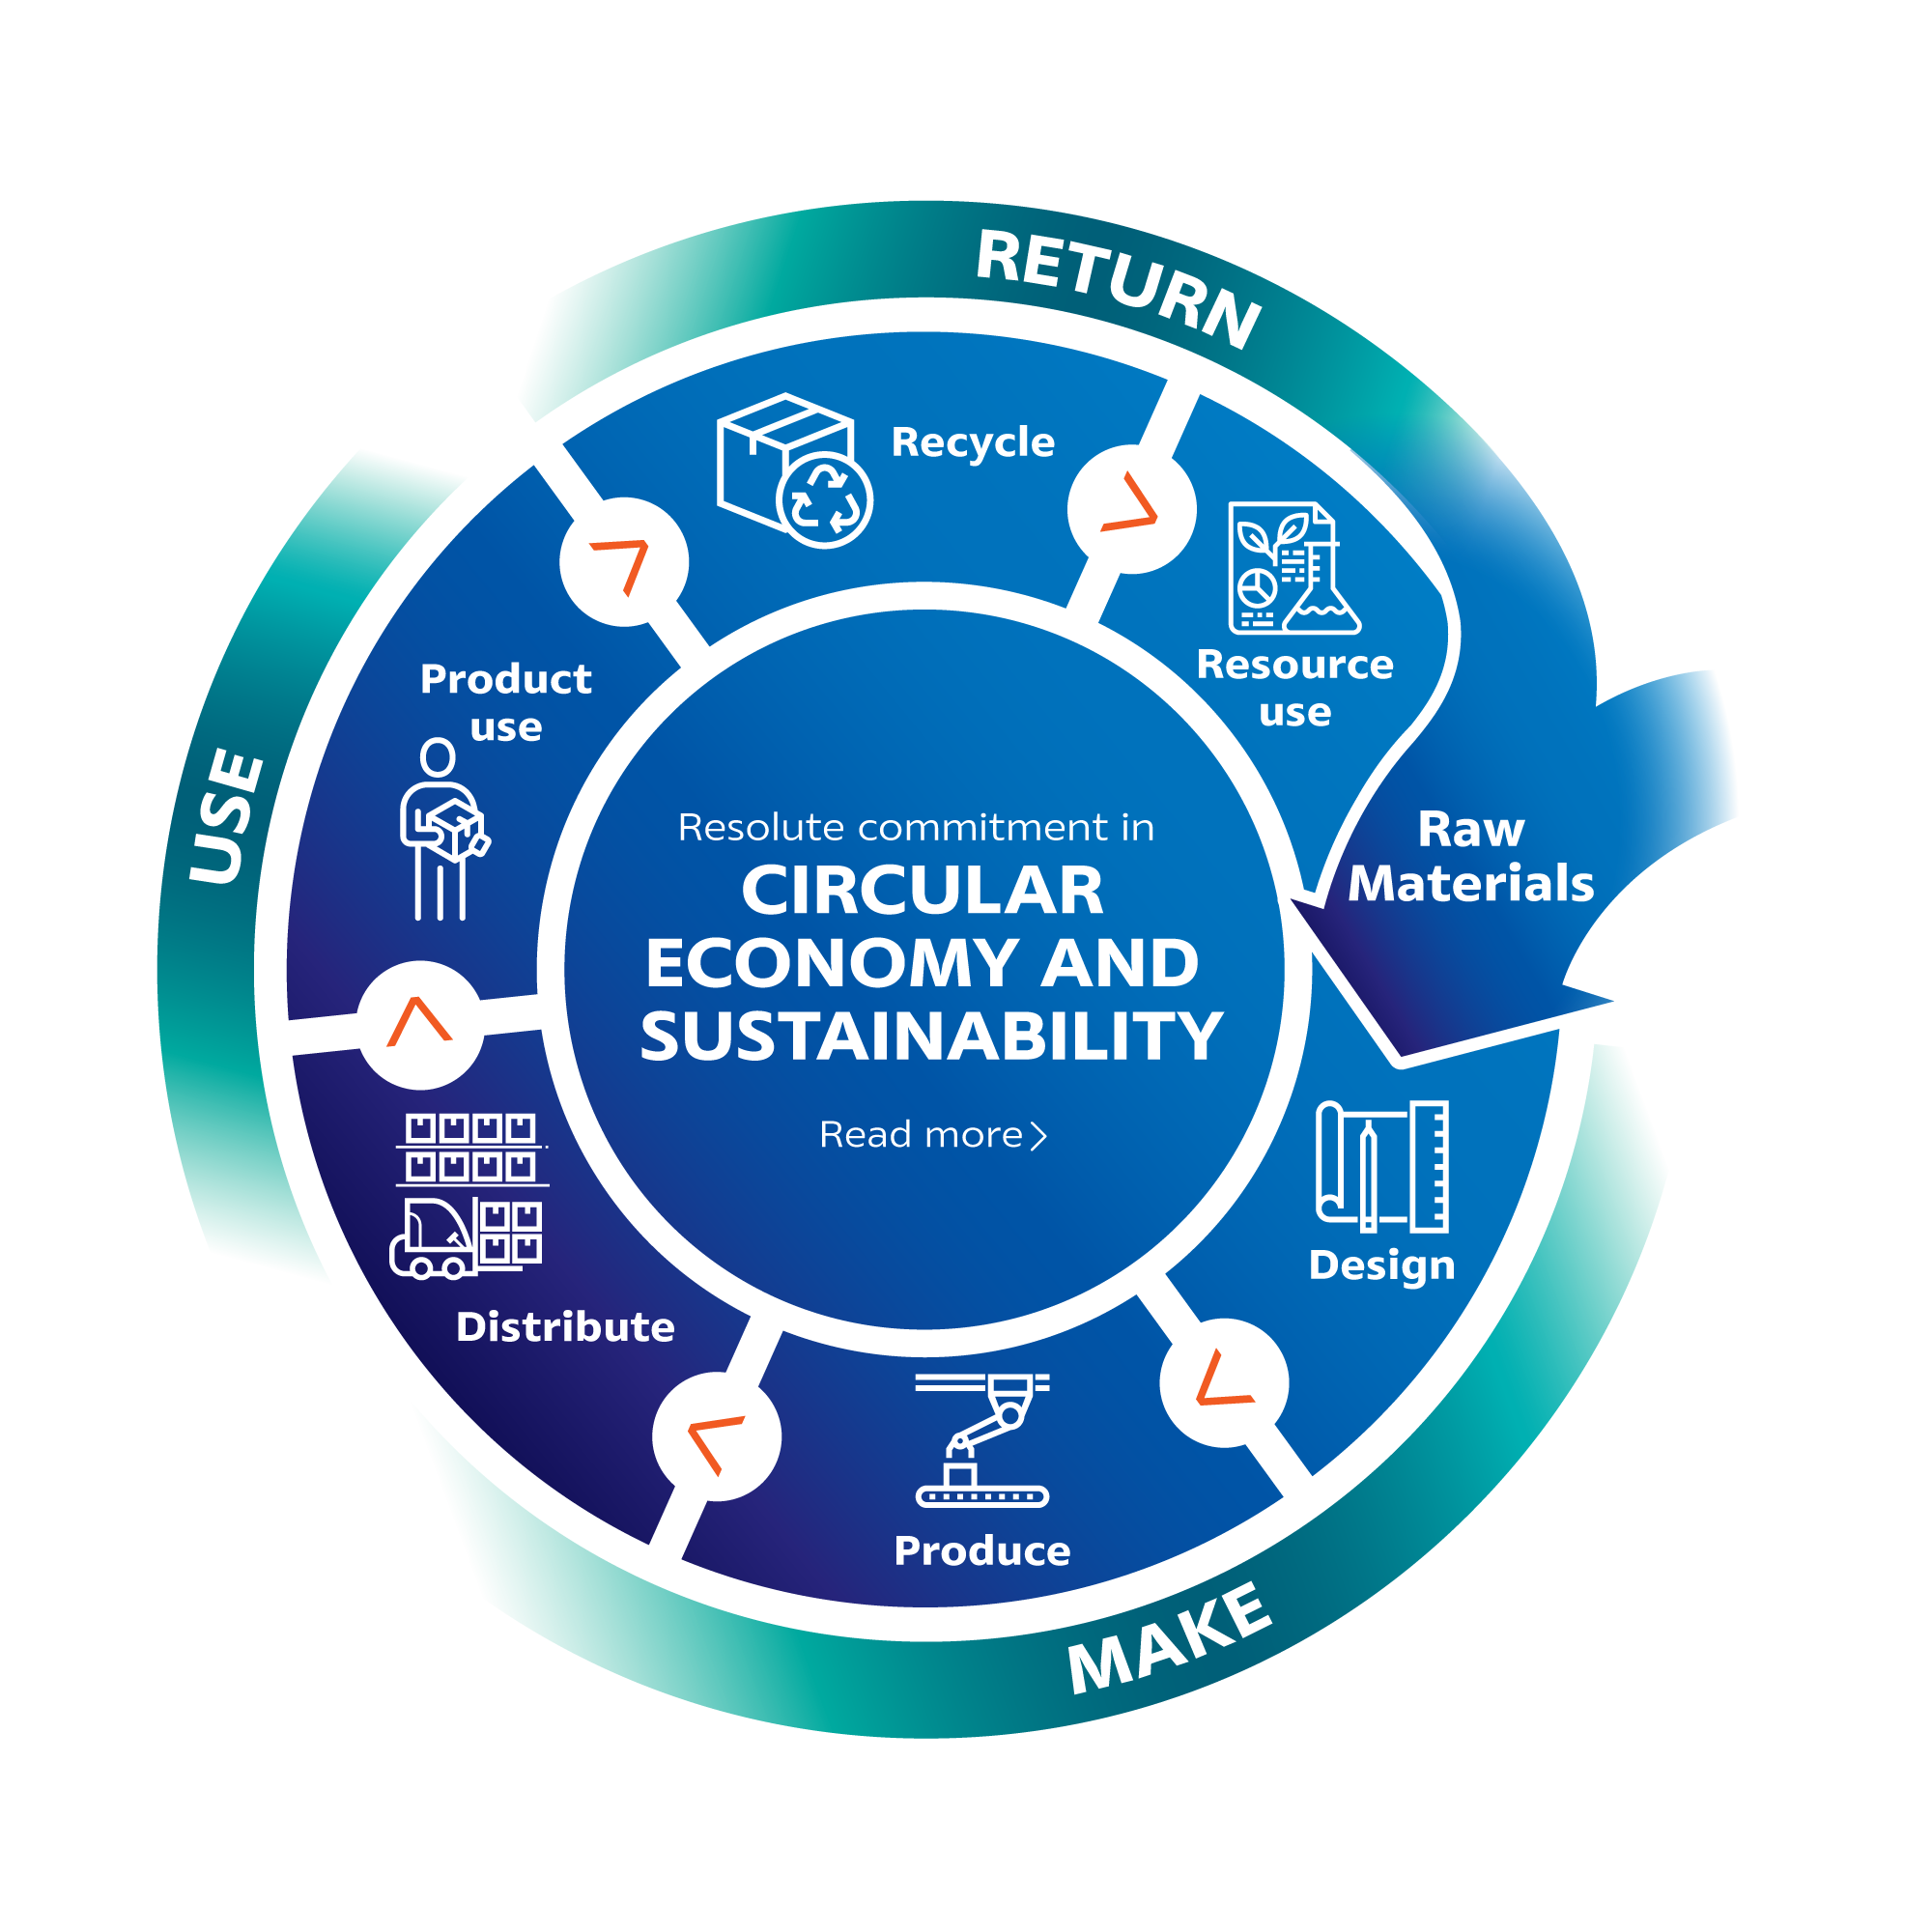 RETURN
Recycle
Resource
use
Product
use
USE
Raw
Materials
Resolute commitment in
CIRCULAR
ECONOMY AND
SUSTAINABILITY
Read more
Design
Distribute
Produce
MAKE